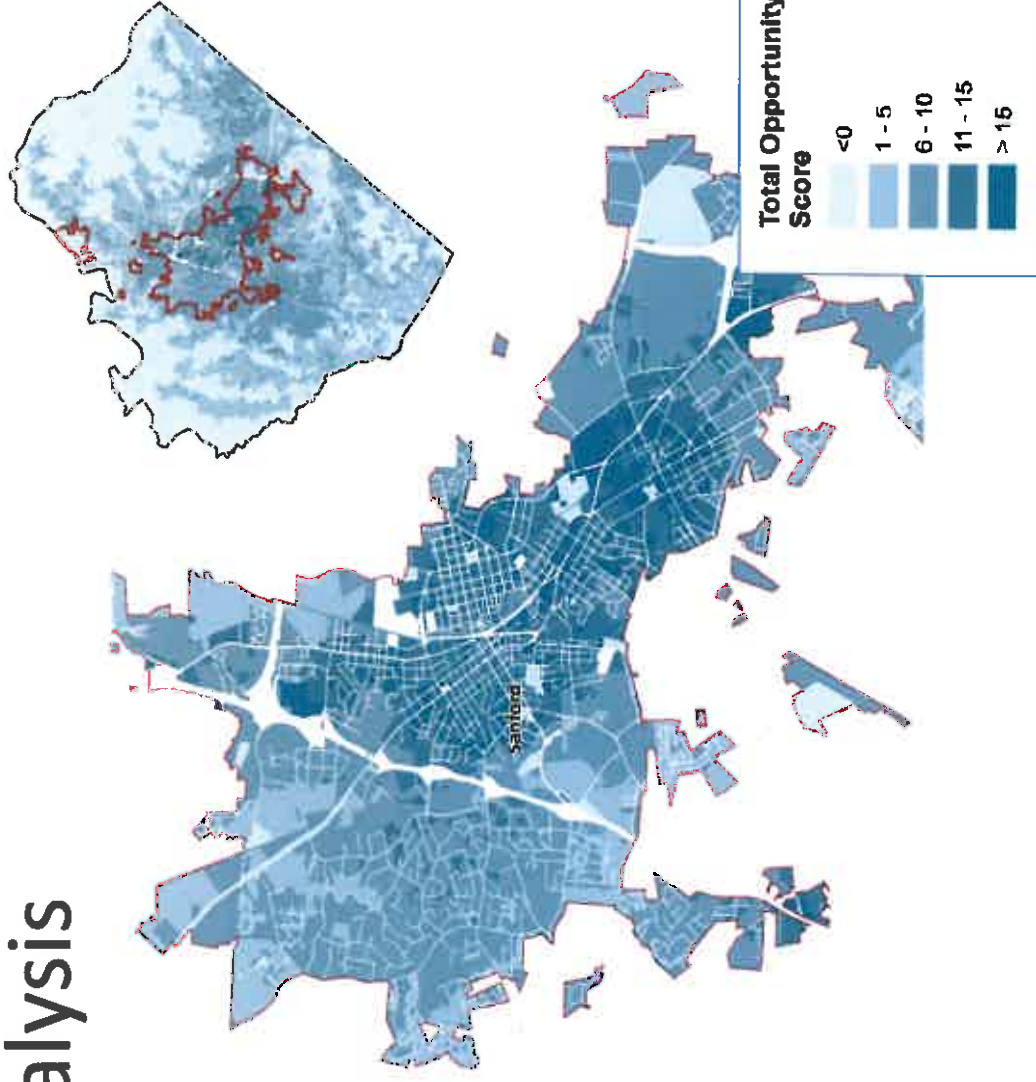 alysis
Sanford
Total Opportunity
Score
<0
1 - 5
6 - 10
11 - 15
> 15